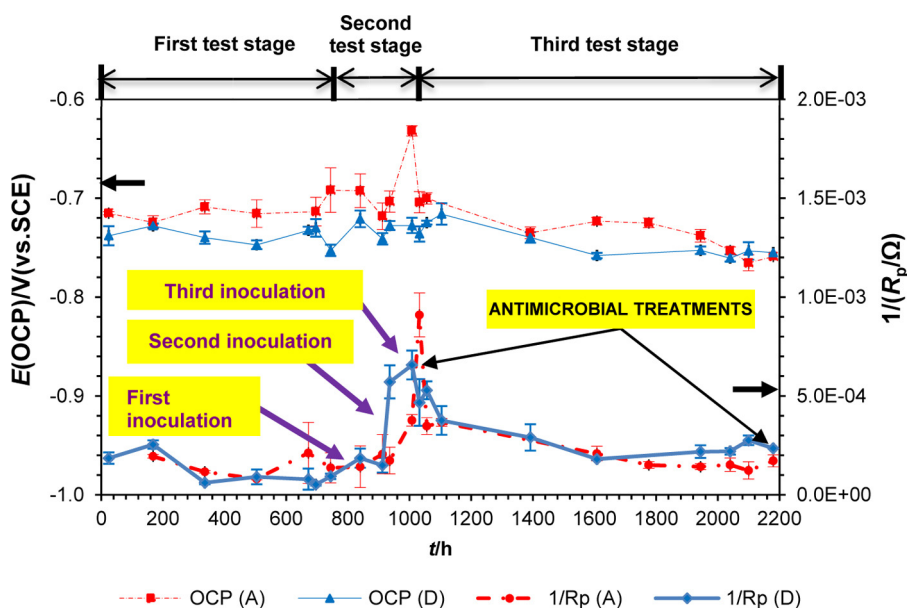 First test stage
Second
test stage
Third test stage
E(OCP)/V(vs.SCE)
-0.6
-0.7
-0.8
-0.9
-1.0
2.0E-03
1.5E-03
1.0E-03
5.0E-04
0.0E+00
1/(Rp/Ω)
Third inoculation
Second inoculation
First
inoculation
ANTIMICROBIAL TREATMENTS
0 200 400 600 800 1000 1200 1400 1600 1800 2000 2200
t/h
OCP (A) OCP (D) 1/Rp (A) 1/Rp (D)